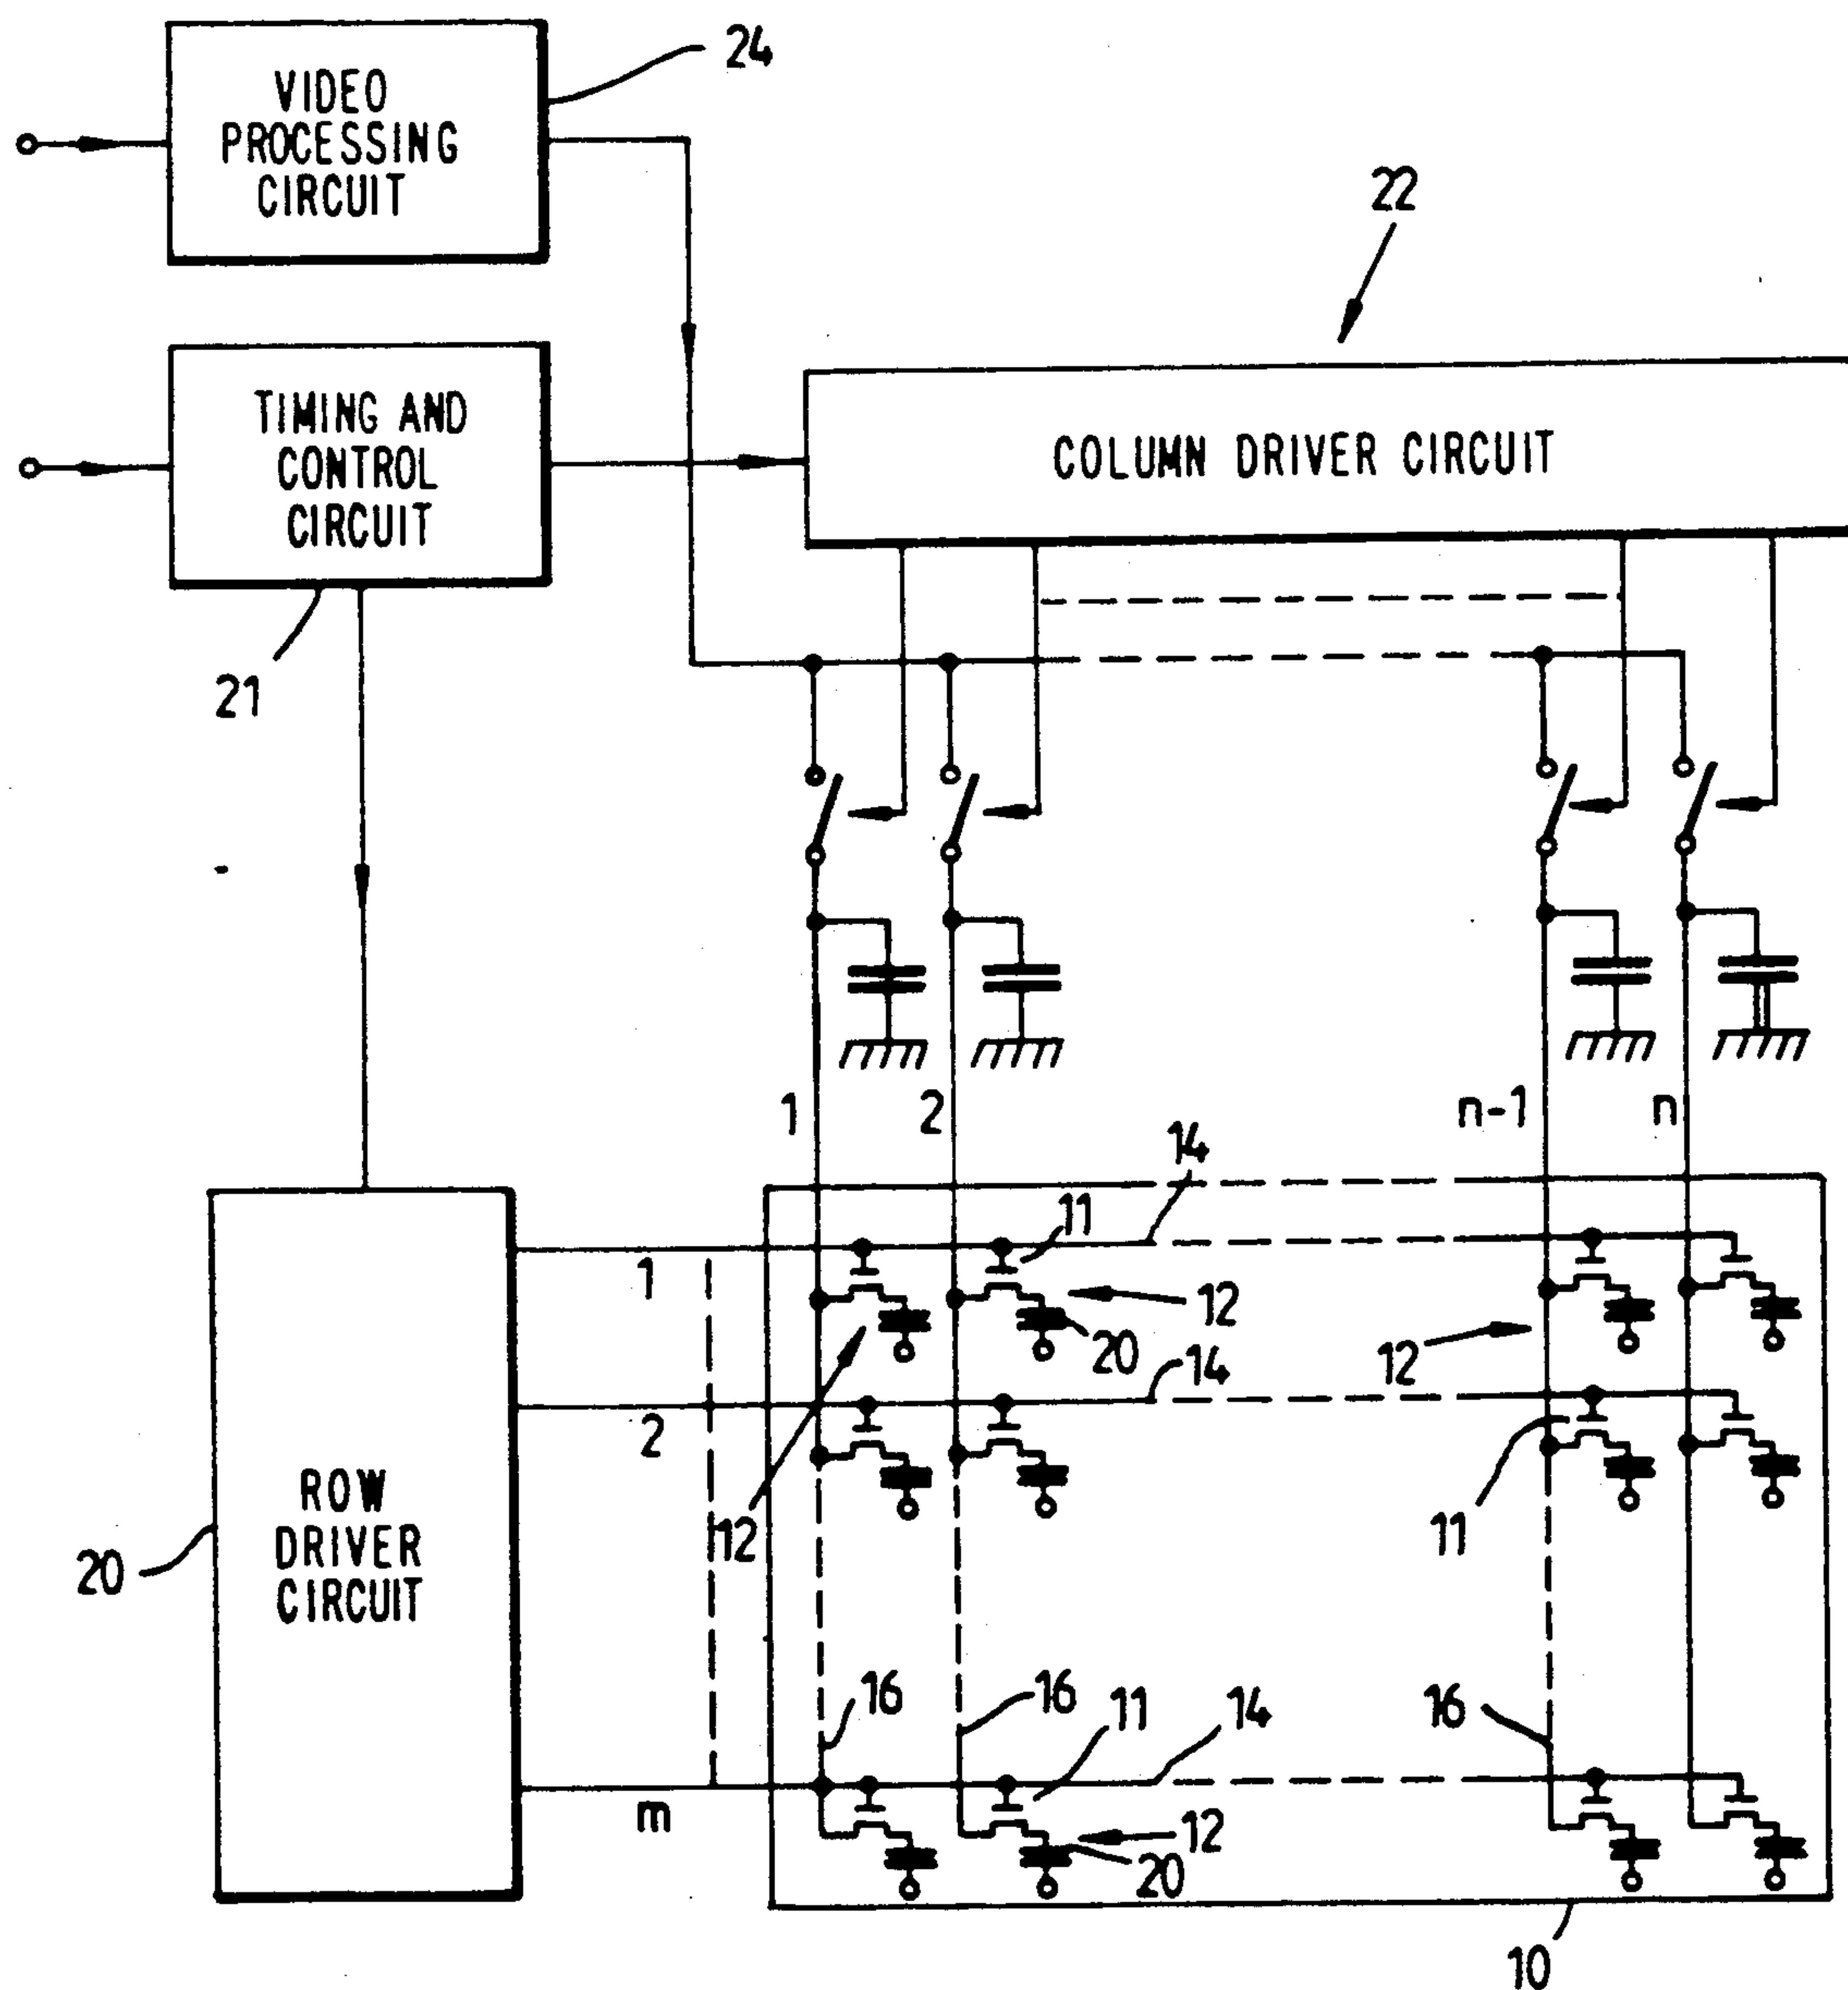 24
VIDEO
PROCESSING
CIRCUIT
22
TIMING AND
CONTROL
CIRCUIT
COLUMN DRIVER CIRCUIT
21
1
2
n-1
n
14
11
1
12
20
12
14
2
11
12
ROW
DRIVER
CIRCUIT
20
16
16
11
14
16
m
12
20
10